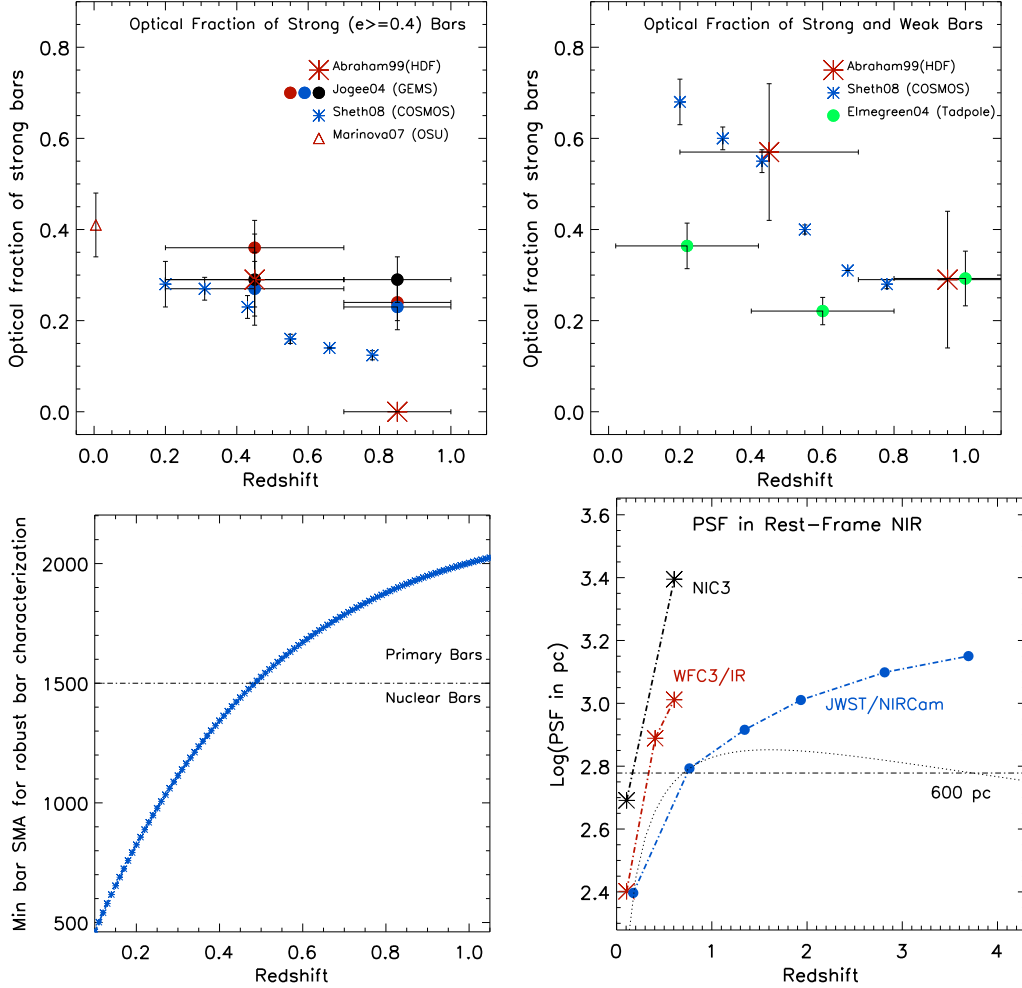 Optical Fraction of Strong (e>=0.4) Bars
Abraham99(HDF)
Jogee04 (GEMS)
Sheth08 (COSMOS)
Marinova07 (OSU)
Optical fraction of strong bars
0.8
0.6
0.4
0.2
0.0
0.0 0.2 0.4 0.6 0.8 1.0
Redshift
Optical Fraction of Strong and Weak Bars
Abraham99(HDF)
Sheth08 (COSMOS)
Elmegreen04 (Tadpole)
Optical fraction of strong bars
0.8
0.6
0.4
0.2
0.0
0.0 0.2 0.4 0.6 0.8 1.0
Redshift
Min bar SMA for robust bar characterization
2000
1500
1000
500
Primary Bars
Nuclear Bars
0.2 0.4 0.6 0.8 1.0
Redshift
PSF in Rest-Frame NIR
NIC3
WFC3/IR
JWST/NIRCam
600 pc
Log(PSF in pc)
3.6
3.4
3.2
3.0
2.8
2.6
2.4
0 1 2 3 4
Redshift